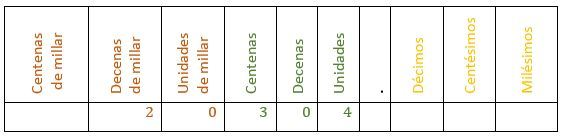 Centenas de millar
Decenas de millar
Unidades de millar
Centenas
Decenas
Unidades
.
Décimos
Centésimos
Milésimos
2 0 3 0 4